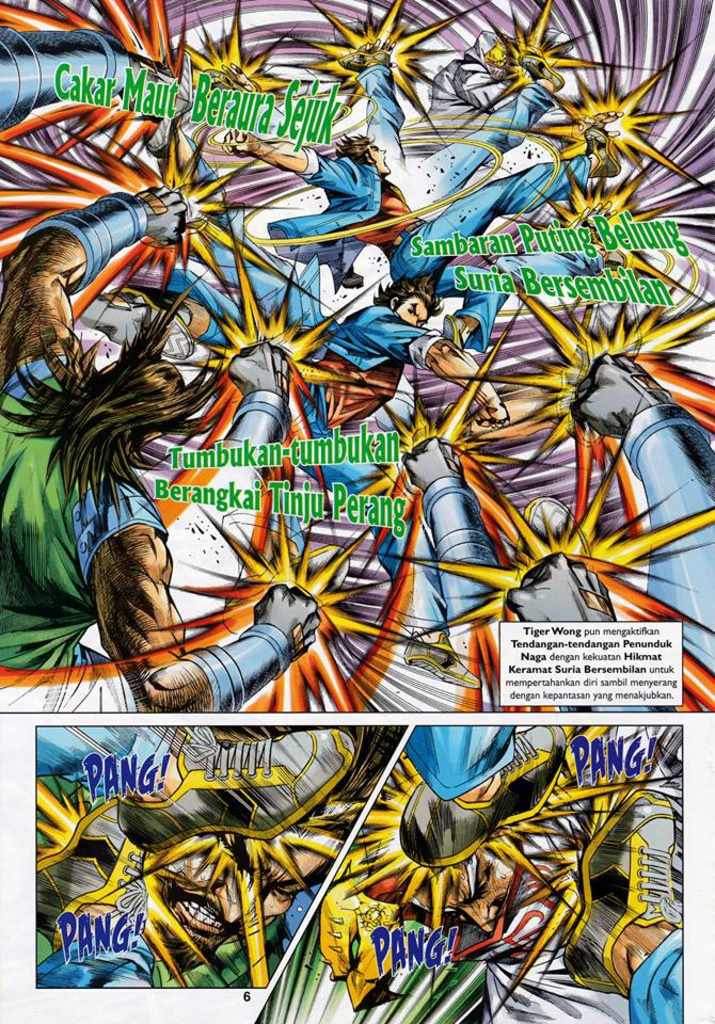 Cakar Maut Beraura Sejuk
Sambaran Puting Beliung
Suria Bersembilan
Tumbukan-tumbukan
Berangkai Tinju Perang
Tiger Wong pun mengaktifkan
Tendangan-tendangan Penunduk
Naga dengan kekuatan Hikmat
Keramat Suria Bersembilan untuk
mempertahankan diri sambil menyerang
dengan kepantasan yang menakjubkan.
PANG!
PANG!
PANG!
PANG!
6